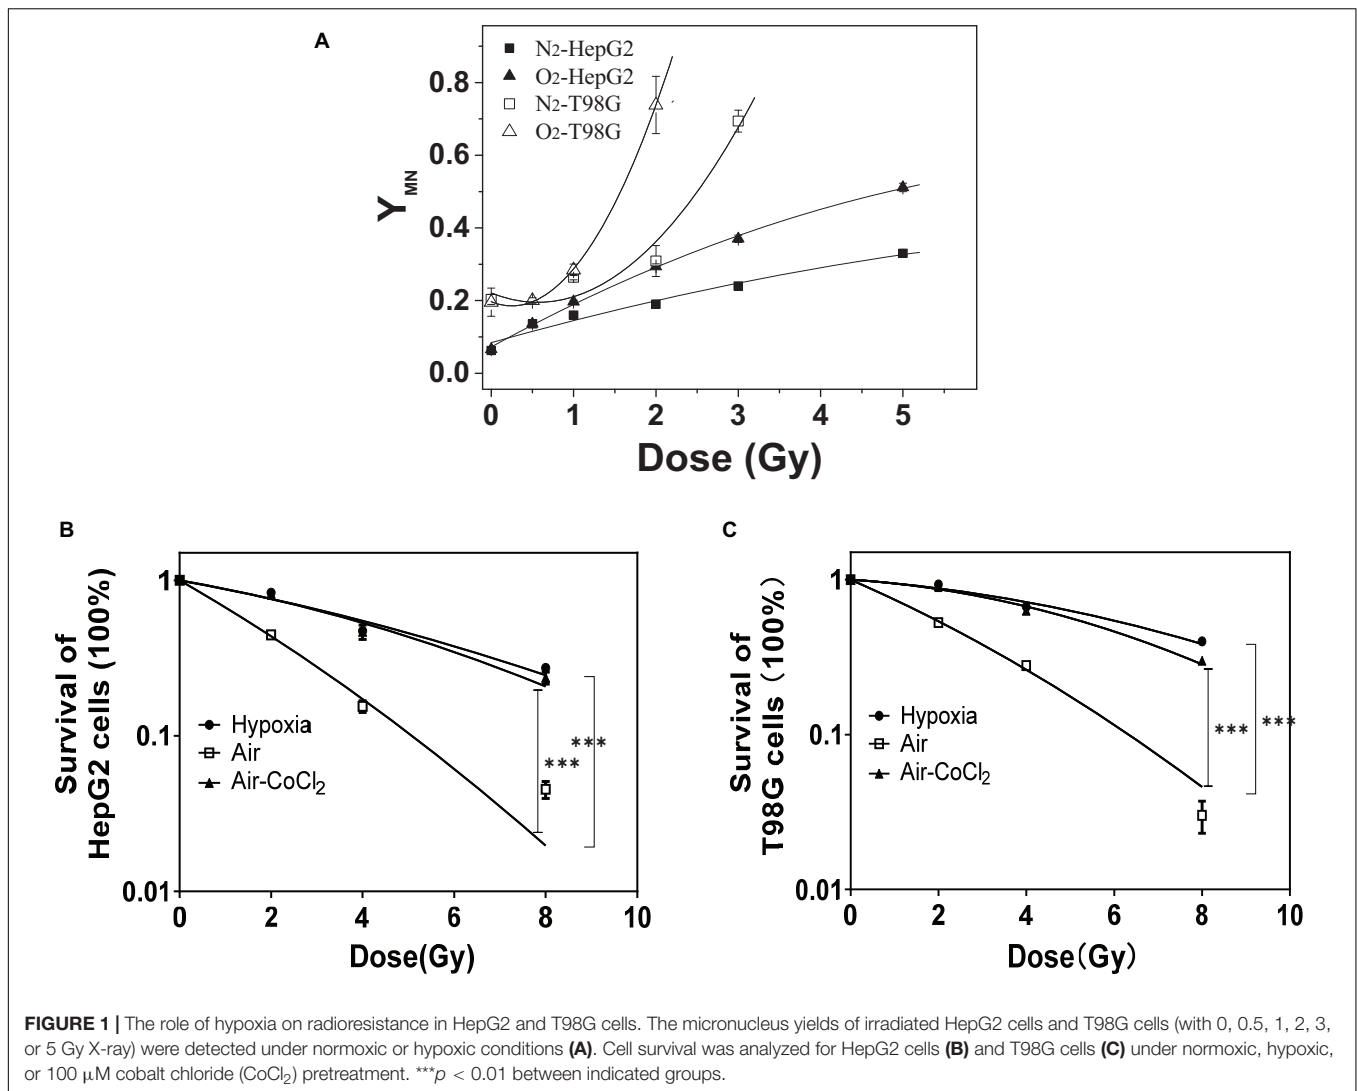 A
N2-HepG2
O2-HepG2
N2-T98G
O2-T98G
0.8
0.6
0.4
0.2
0.0
YMN
0 1 2 3 4 5
Dose (Gy)
B
Survival of
HepG2 cells (100%)
1
0.1
0.01
Hypoxia
Air
Air-CoCl2
***
***
0 2 4 6 8 10
Dose(Gy)
C
Survival of
T98G cells (100%)
1
0.1
0.01
Hypoxia
Air
Air-CoCl2
***
***
0 2 4 6 8 10
Dose(Gy)
FIGURE 1 | The role of hypoxia on radioresistance in HepG2 and T98G cells. The micronucleus yields of irradiated HepG2 cells and T98G cells (with 0, 0.5, 1, 2, 3,
or 5 Gy X-ray) were detected under normoxic or hypoxic conditions (A). Cell survival was analyzed for HepG2 cells (B) and T98G cells (C) under normoxic, hypoxic,
or 100 μM cobalt chloride (CoCl2) pretreatment. ***p < 0.01 between indicated groups.